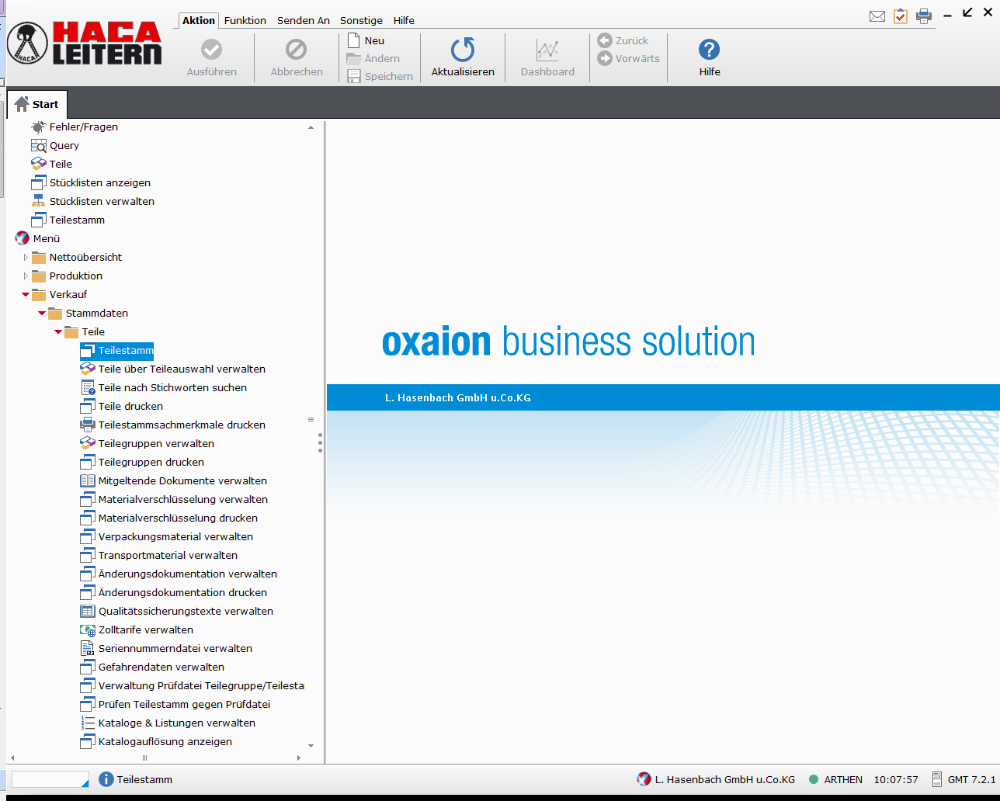 HACA
LEITERN
HACA
Aktion Funktion Senden An Sonstige Hilfe
Ausführen
Abbrechen
Neu
Ändern
Speichern
Aktualisieren
Dashboard
Zurück
Vorwärts
Hilfe
Start
Fehler/Fragen
Query
Teile
Stücklisten anzeigen
Stücklisten verwalten
Teilestamm
Menü
Nettoübersicht
Produktion
Verkauf
Stammdaten
Teile
Teilestamm
Teile über Teileauswahl verwalten
Teile nach Stichworten suchen
Teile drucken
Teilestammsachmerkmale drucken
Teilegruppen verwalten
Teilegruppen drucken
Mitgeltende Dokumente verwalten
Materialverschlüsselung verwalten
Materialverschlüsselung drucken
Verpackungsmaterial verwalten
Transportmaterial verwalten
Änderungsdokumentation verwalten
Änderungsdokumentation drucken
Qualitätssicherungstexte verwalten
Zolltarife verwalten
Seriennummerndatei verwalten
Gefahrendaten verwalten
Verwaltung Prüfdatei Teilegruppe/Teilesta
Prüfen Teilestamm gegen Prüfdatei
Kataloge & Listungen verwalten
Katalogauflösung anzeigen
oxaion business solution
L. Hasenbach GmbH u.Co.KG
Teilestamm
L. Hasenbach GmbH u.Co.KG ARTHEN 10:07:57 GMT 7.2.1